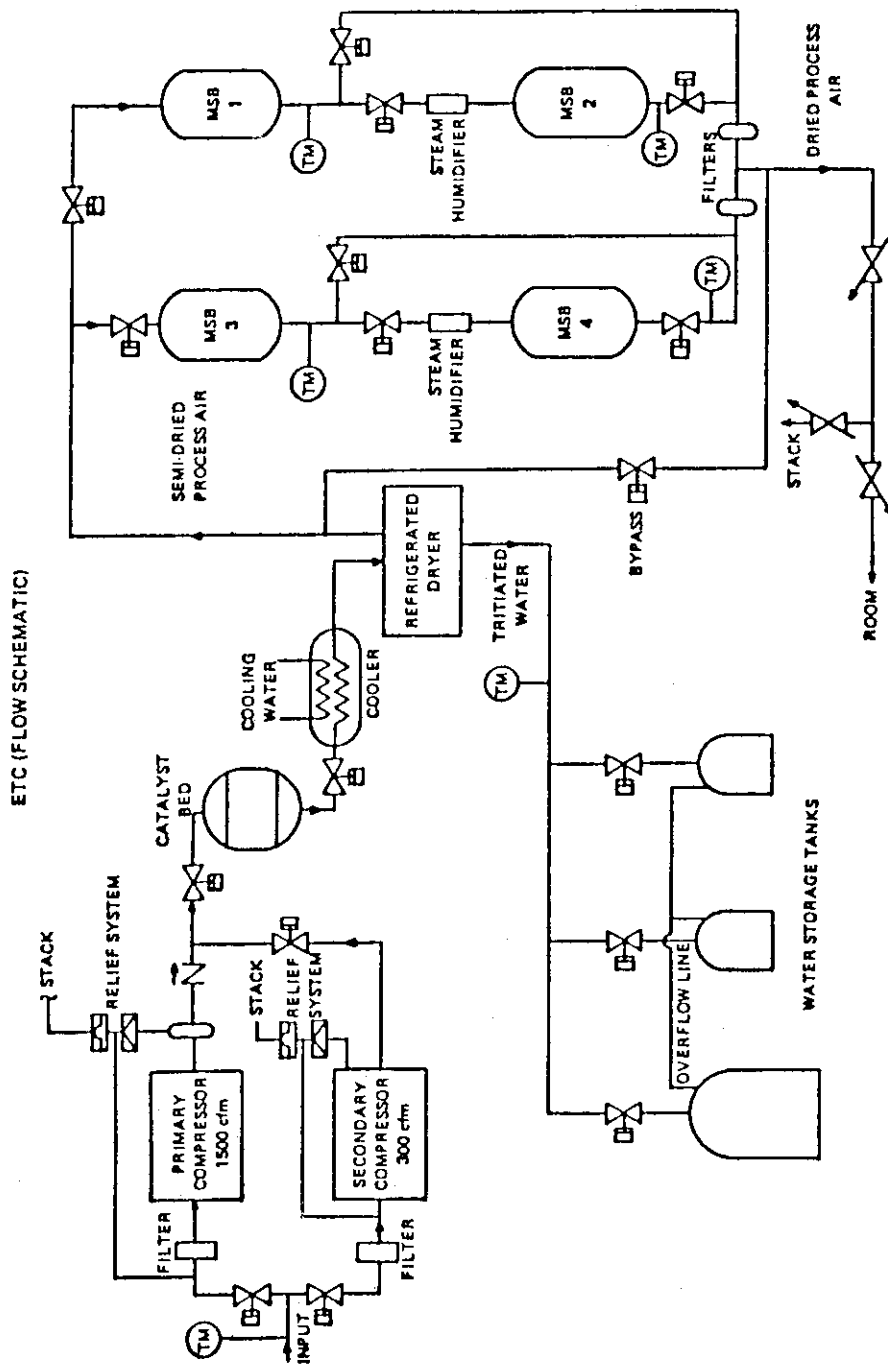 ETC (FLOW SCHEMATIC)
STACK
RELIEF SYSTEM
PRIMARY
COMPRESSOR
1500 cfm
FILTER
TM
INPUT
STACK
RELIEF
SYSTEM
SECONDARY
COMPRESSOR
300 cfm
FILTER
CATALYST
BED
COOLING
WATER
COOLER
REFRIGERATED
DRYER
TRITIATED
WATER
TM
OVERFLOW LINE
WATER STORAGE TANKS
SEMI-DRIED
PROCESS AIR
BYPASS
MSB
3
TM
STEAM
HUMIDIFIER
MSB
4
TM
MSB
1
TM
STEAM
HUMIDIFIER
MSB
2
TM
FILTERS
DRIED PROCESS
AIR
STACK
ROOM